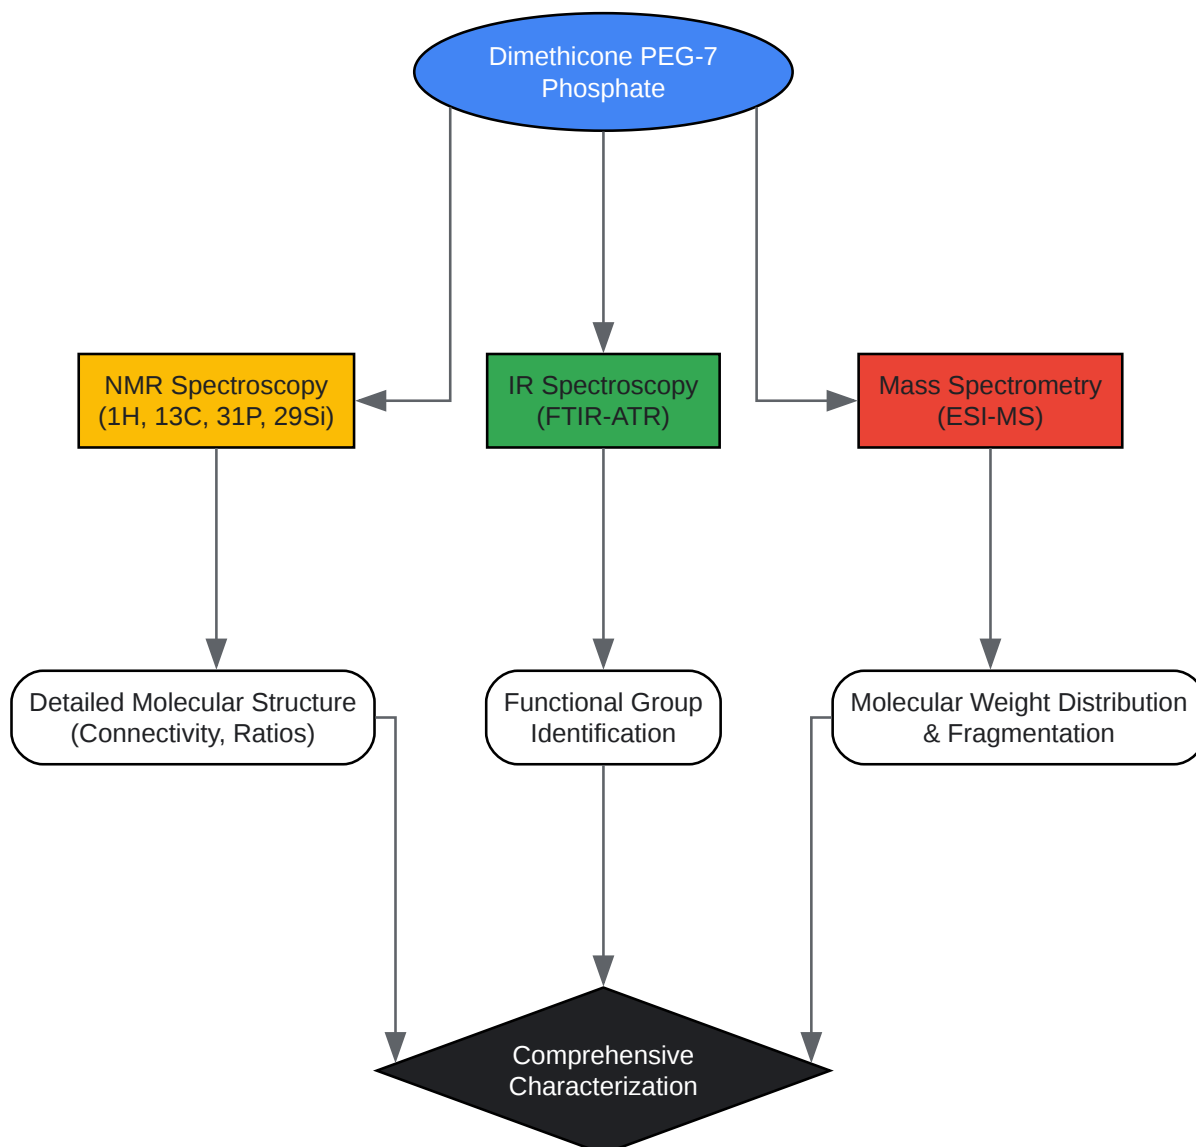 Dimethicone PEG-7
Phosphate
NMR Spectroscopy
(1H, 13C, 31P, 29Si)
IR Spectroscopy
(FTIR-ATR)
Mass Spectrometry
(ESI-MS)
Detailed Molecular Structure
(Connectivity, Ratios)
Functional Group
Identification
Molecular Weight Distribution
& Fragmentation
Comprehensive
Characterization